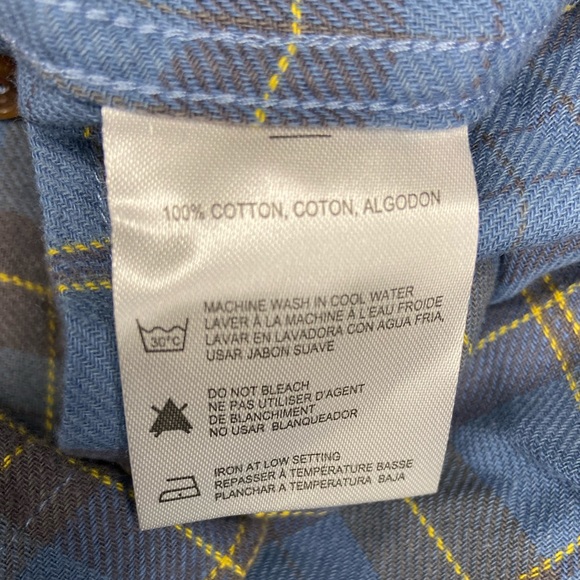 100% COTTON, COTON, ALGODON
MACHINE WASH IN COOL WATER
LAVER À LA MACHINE À L'EAU FROIDE
LAVAR EN LAVADORA CON AGUA FRIA,
USAR JABON SUAVE
30°C
DO NOT BLEACH
NE PAS UTILISER D'AGENT
DE BLANCHIMENT
NO USAR BLANQUEADOR
IRON AT LOW SETTING
REPASSER À TEMPÉRATURE BASSE
PLANCHAR A TEMPERATURA BAJA